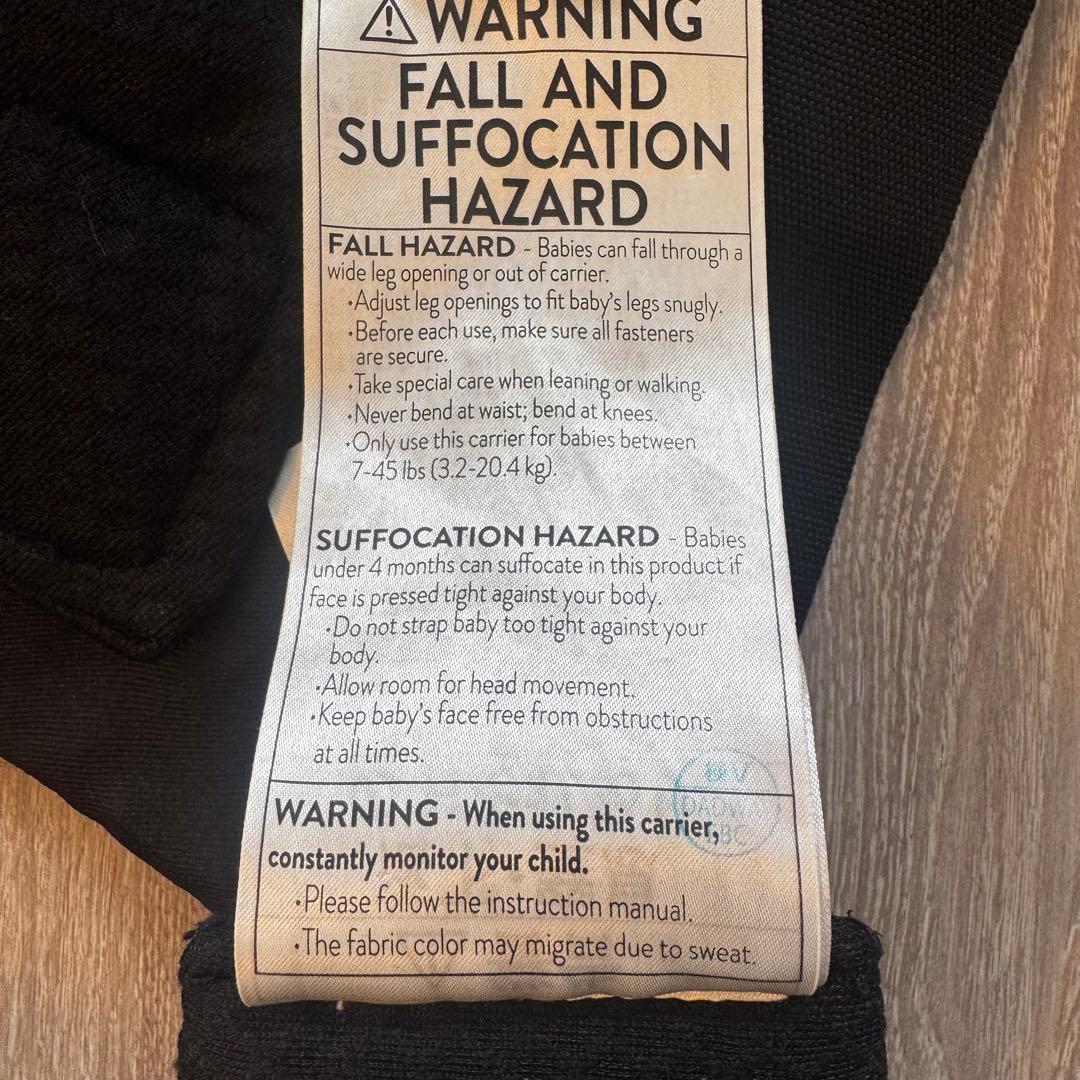 ⚠ WARNING
FALL AND
SUFFOCATION
HAZARD
FALL HAZARD - Babies can fall through a
wide leg opening or out of carrier.
•Adjust leg openings to fit baby's legs snugly.
•Before each use, make sure all fasteners
are secure.
•Take special care when leaning or walking.
•Never bend at waist; bend at knees.
•Only use this carrier for babies between
7-45 lbs (3.2-20.4 kg).
SUFFOCATION HAZARD - Babies
under 4 months can suffocate in this product if
face is pressed tight against your body.
•Do not strap baby too tight against your
body.
•Allow room for head movement.
•Keep baby's face free from obstructions
at all times.
WARNING - When using this carrier,
constantly monitor your child.
•Please follow the instruction manual.
•The fabric color may migrate due to sweat.